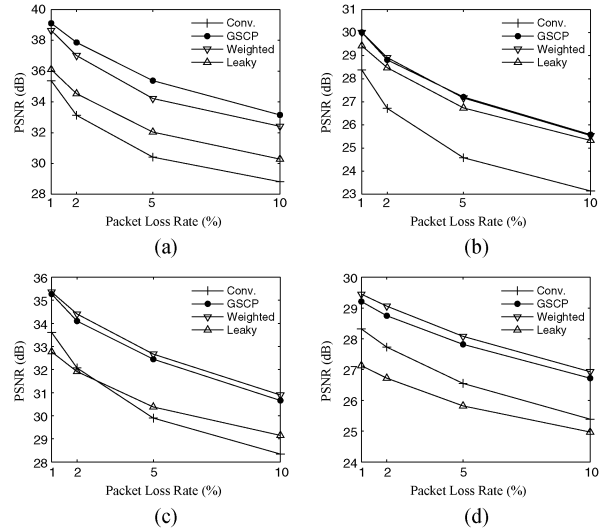 40
38
36
34
32
30
28
PSNR (dB)
Conv.
GSCP
Weighted
Leaky
1 2 5 10
Packet Loss Rate (%)
(a)
31
30
29
28
27
26
25
24
23
PSNR (dB)
Conv.
GSCP
Weighted
Leaky
1 2 5 10
Packet Loss Rate (%)
(b)
36
35
34
33
32
31
30
29
28
PSNR (dB)
Conv.
GSCP
Weighted
Leaky
1 2 5 10
Packet Loss Rate (%)
(c)
30
29
28
27
26
25
24
PSNR (dB)
Conv.
GSCP
Weighted
Leaky
1 2 5 10
Packet Loss Rate (%)
(d)